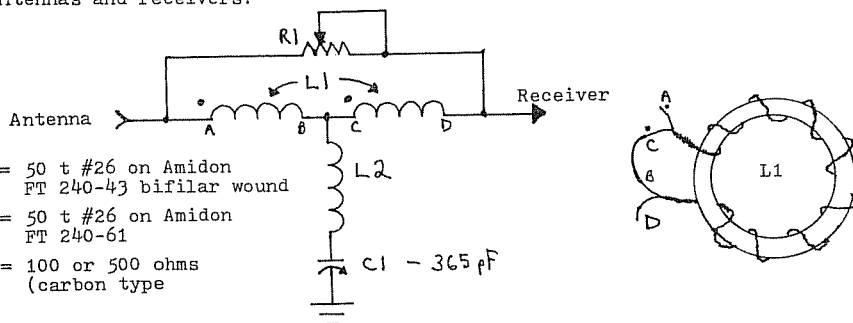 antennas and receivers.
R1
L1
Antenna
Receiver
A
B
C
D
= 50 t #26 on Amidon
FT 240-43 bifilar wound
= 50 t #26 on Amidon
FT 240-61
= 100 or 500 ohms
(carbon type
L2
C1 - 365 pF
A
C
B
D
L1